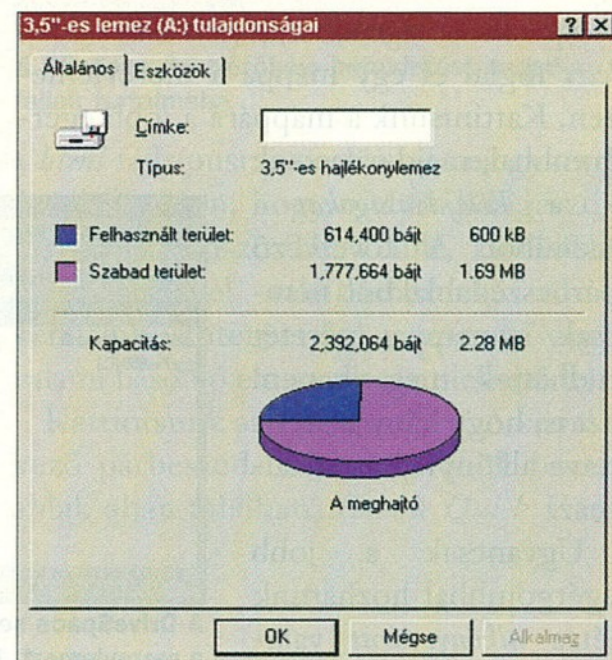 3,5"-es lemez (A:) tulajdonságai
Általános Eszközök
Címke:
Típus: 3,5"-es hajlékonylemez
Felhasznált terület: 614,400 bájt 600 kB
Szabad terület: 1,777,664 bájt 1.69 MB
Kapacitás: 2,392,064 bájt 2.28 MB
A meghajtó
OK Mégse Alkalmaz